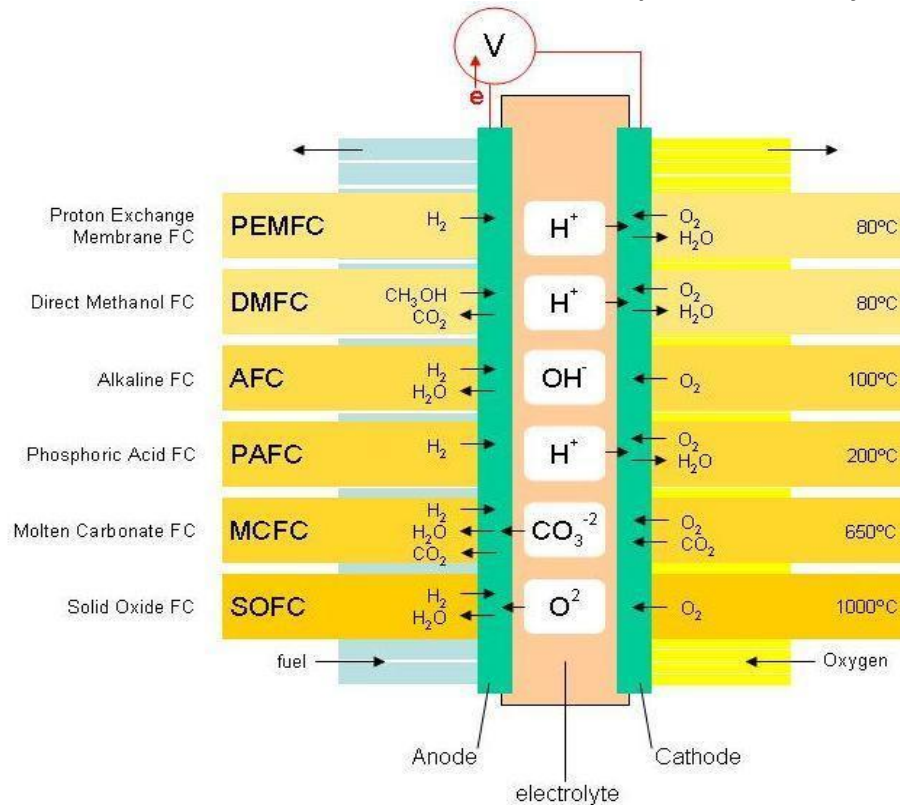 V
e
Proton Exchange
Membrane FC
PEMFC
H₂
H⁺
O₂
H₂O
80ºC
Direct Methanol FC
DMFC
CH₃OH
CO₂
H⁺
O₂
H₂O
80ºC
Alkaline FC
AFC
H₂
H₂O
OH⁻
O₂
100ºC
Phosphoric Acid FC
PAFC
H₂
H⁺
O₂
H₂O
200ºC
Molten Carbonate FC
MCFC
H₂
H₂O
CO₂
CO₃⁻²
O₂
CO₂
650ºC
Solid Oxide FC
SOFC
H₂
H₂O
O²
O₂
1000ºC
fuel
Oxygen
Anode
Cathode
electrolyte